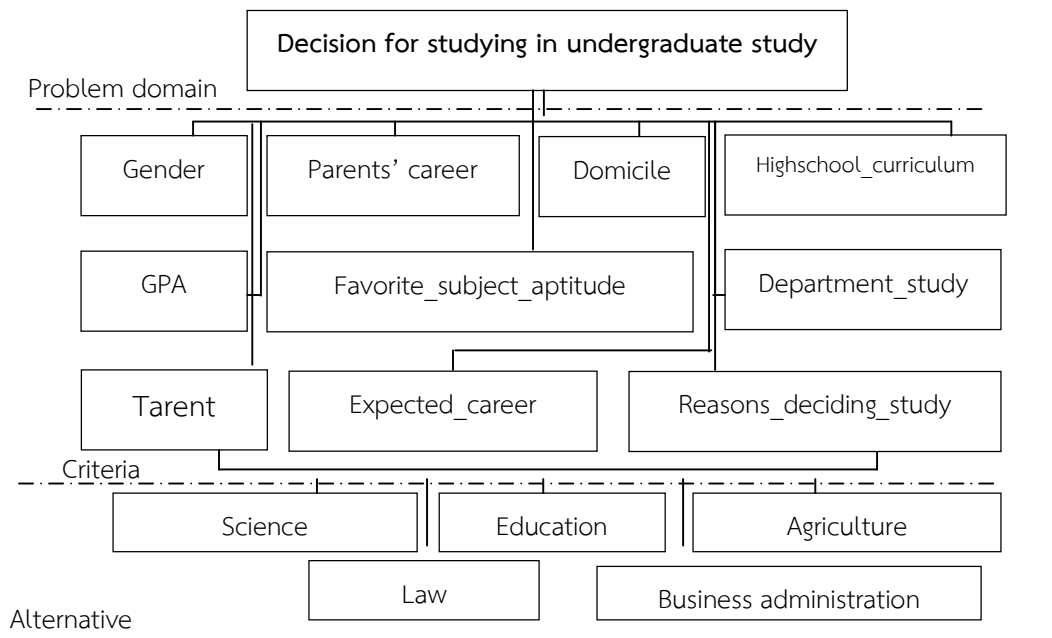 Decision for studying in undergraduate study
Problem domain
Gender
Parents’ career
Domicile
Highschool_curriculum
GPA
Favorite_subject_aptitude
Department_study
Tarent
Expected_career
Reasons_deciding_study
Criteria
Science
Education
Agriculture
Law
Business administration
Alternative